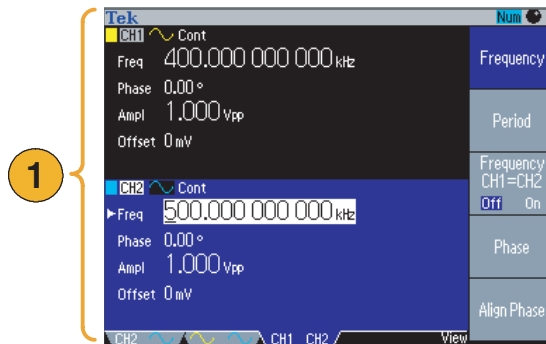 1
Tek
Num
CH1 Cont
Freq 400.000 000 000 kHz
Phase 0.00 °
Ampl 1.000 Vpp
Offset 0 mV
CH2 Cont
Freq 500.000 000 000 kHz
Phase 0.00 °
Ampl 1.000 Vpp
Offset 0 mV
CH2
CH1 CH2
View
Frequency
Period
Frequency
CH1=CH2
Off On
Phase
Align Phase